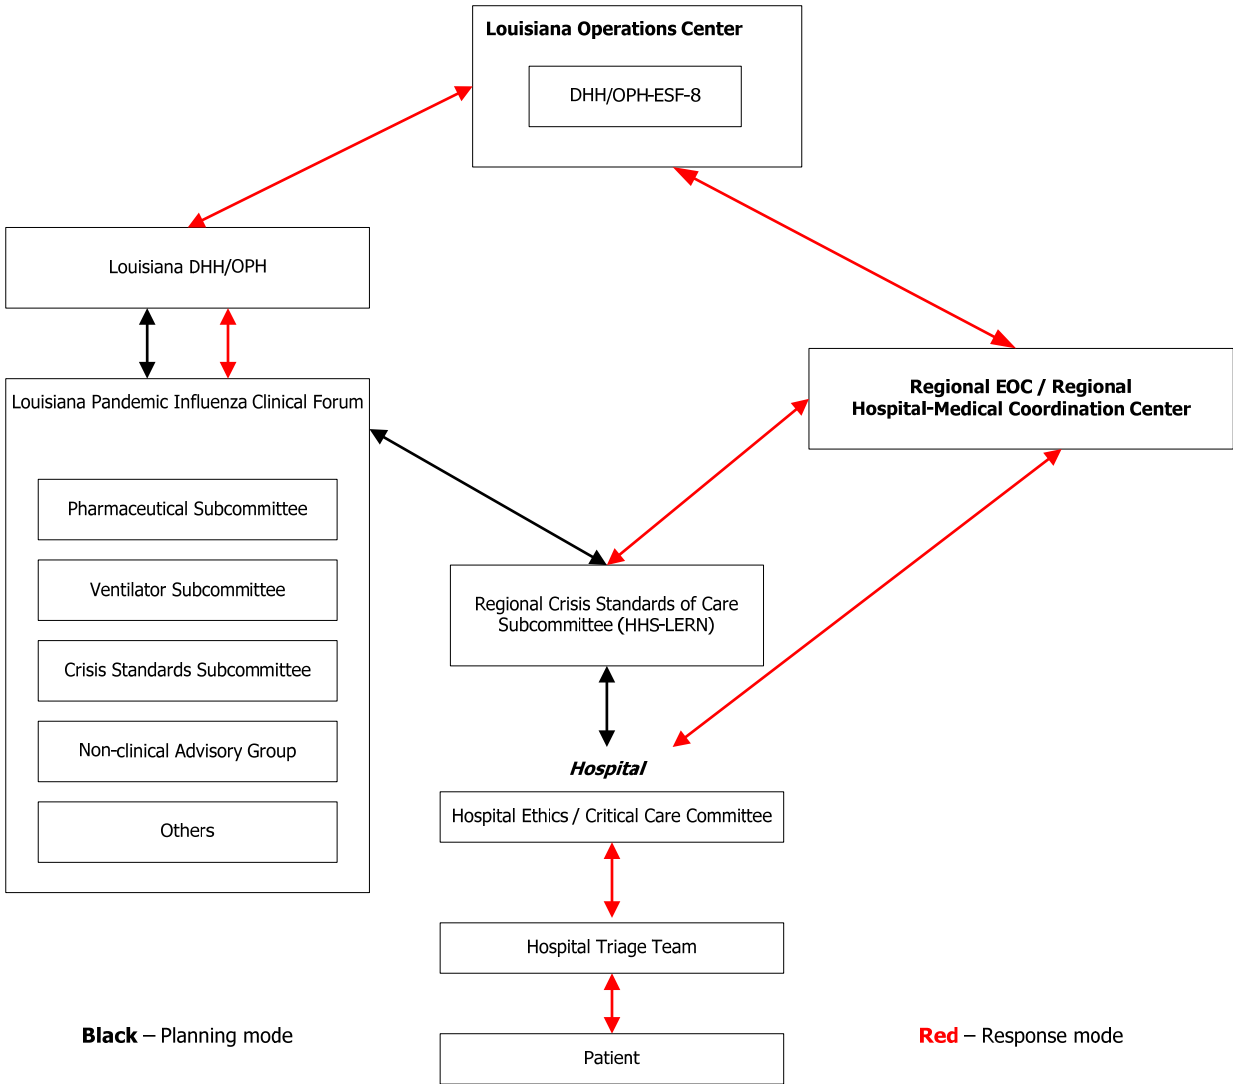 Louisiana Operations Center
DHH/OPH-ESF-8
Louisiana DHH/OPH
Regional EOC / Regional
Hospital-Medical Coordination Center
Louisiana Pandemic Influenza Clinical Forum
Pharmaceutical Subcommittee
Ventilator Subcommittee
Crisis Standards Subcommittee
Non-clinical Advisory Group
Others
Regional Crisis Standards of Care
Subcommittee (HHS-LERN)
Hospital
Hospital Ethics / Critical Care Committee
Hospital Triage Team
Patient
Black – Planning mode
Red – Response mode